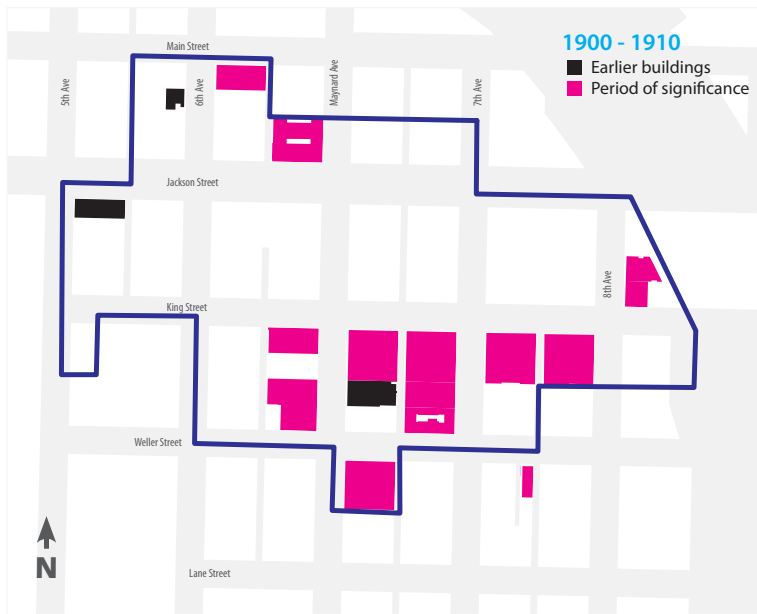 1900 - 1910
Earlier buildings
Period of significance
Main Street
5th Ave
6th Ave
Maynard Ave
7th Ave
Jackson Street
8th Ave
King Street
Weller Street
N
Lane Street